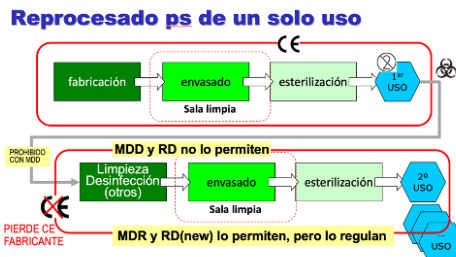 Reprocesado ps de un solo uso
CE
fabricación
envasado
esterilización
1er
USO
Sala limpia
PROHIBIDO
CON MDD
MDD y RD no lo permiten
Limpieza
Desinfección
(otros)
envasado
esterilización
2º
USO
Sala limpia
CE
PIERDE CE
FABRICANTE
MDR y RD(new) lo permiten, pero lo regulan
...
USO